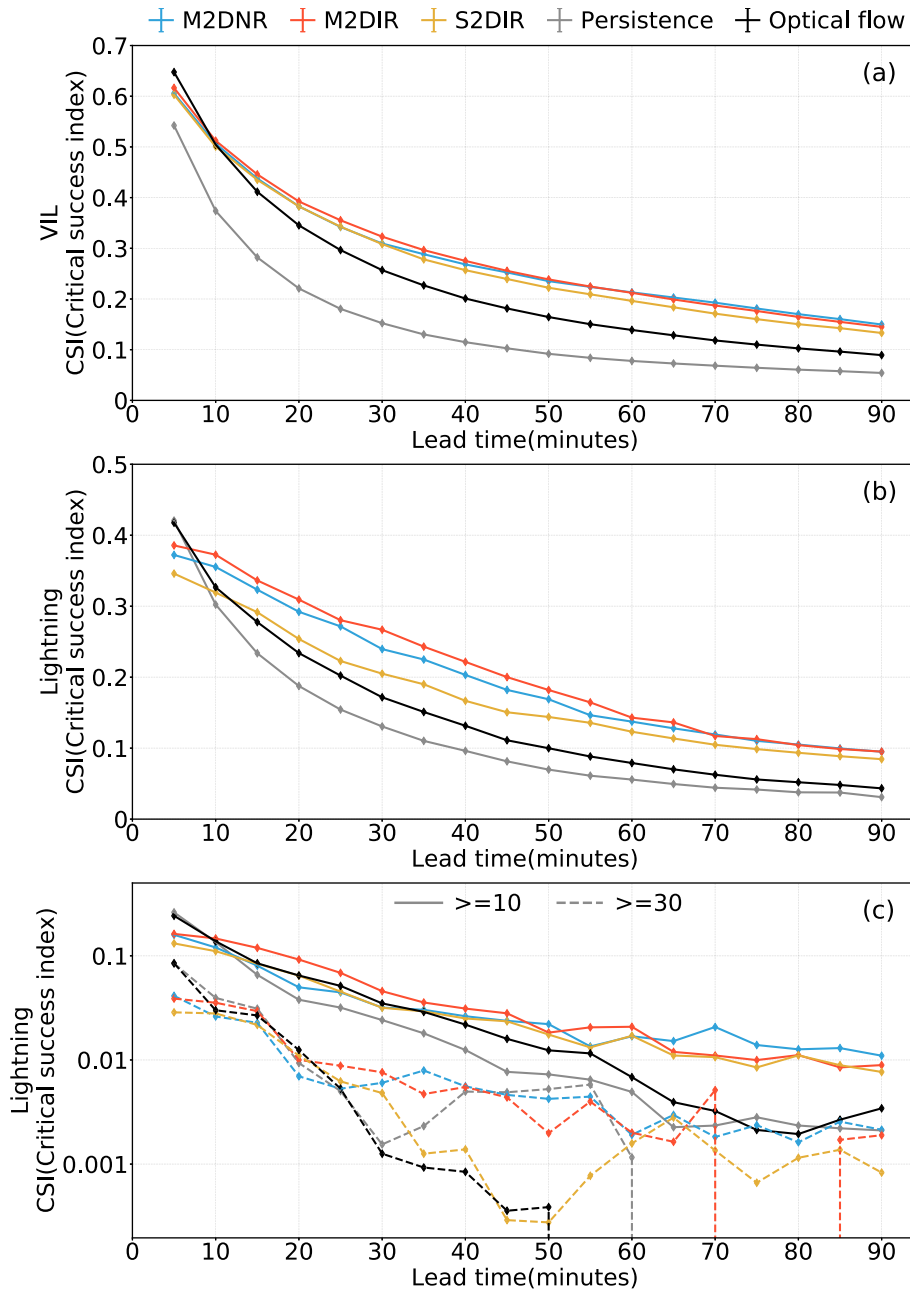 M2DNR M2DIR S2DIR Persistence Optical flow
(a)
VIL
CSI(Critical success index)
0.7
0.6
0.5
0.4
0.3
0.2
0.1
0
0 10 20 30 40 50 60 70 80 90
Lead time(minutes)
(b)
Lightning
CSI(Critical success index)
0.5
0.4
0.3
0.2
0.1
0
0 10 20 30 40 50 60 70 80 90
Lead time(minutes)
>=10 >=30
(c)
Lightning
CSI(Critical success index)
0.1
0.01
0.001
0 10 20 30 40 50 60 70 80 90
Lead time(minutes)